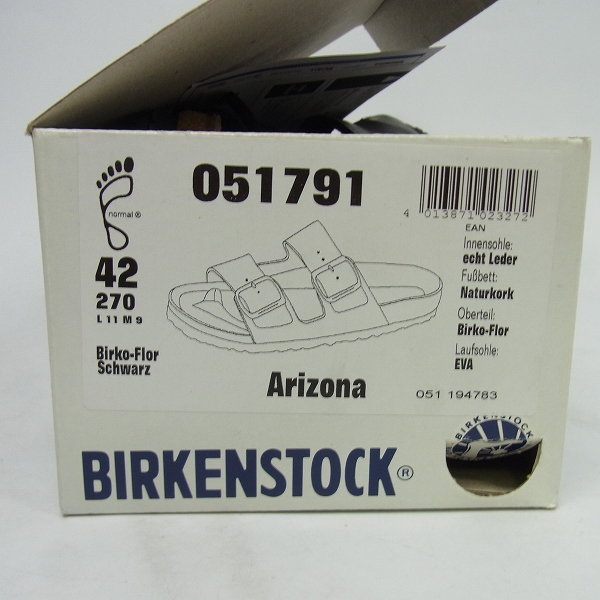 051791
normal ®
42
270
L 11 M 9
Birko-Flor
Schwarz
Arizona
4 013871 023272
EAN
Innensohle:
echt Leder
Fußbett:
Naturkork
Oberteil:
Birko-Flor
Laufsohle:
EVA
051 194783
BIRKENSTOCK®
BIRKENSTOCK